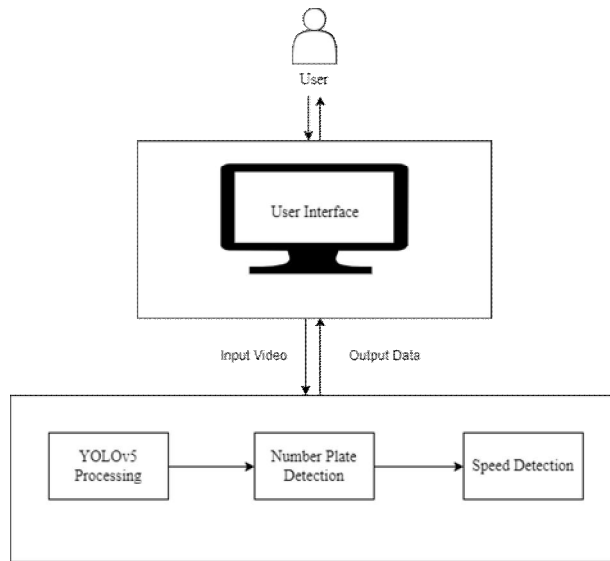 User
User Interface
Input Video
Output Data
YOLOv5
Processing
Number Plate
Detection
Speed Detection